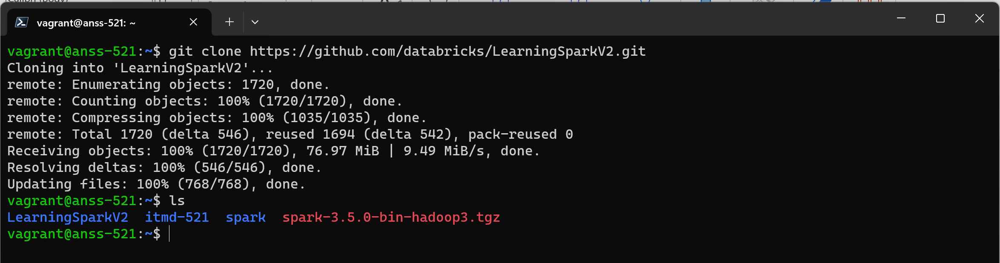 vagrant@anss-521: ~
vagrant@anss-521:~$ git clone https://github.com/databricks/LearningSparkV2.git
Cloning into 'LearningSparkV2'...
remote: Enumerating objects: 1720, done.
remote: Counting objects: 100% (1720/1720), done.
remote: Compressing objects: 100% (1035/1035), done.
remote: Total 1720 (delta 546), reused 1694 (delta 542), pack-reused 0
Receiving objects: 100% (1720/1720), 76.97 MiB | 9.49 MiB/s, done.
Resolving deltas: 100% (546/546), done.
Updating files: 100% (768/768), done.
vagrant@anss-521:~$ ls
LearningSparkV2  itmd-521  spark  spark-3.5.0-bin-hadoop3.tgz
vagrant@anss-521:~$